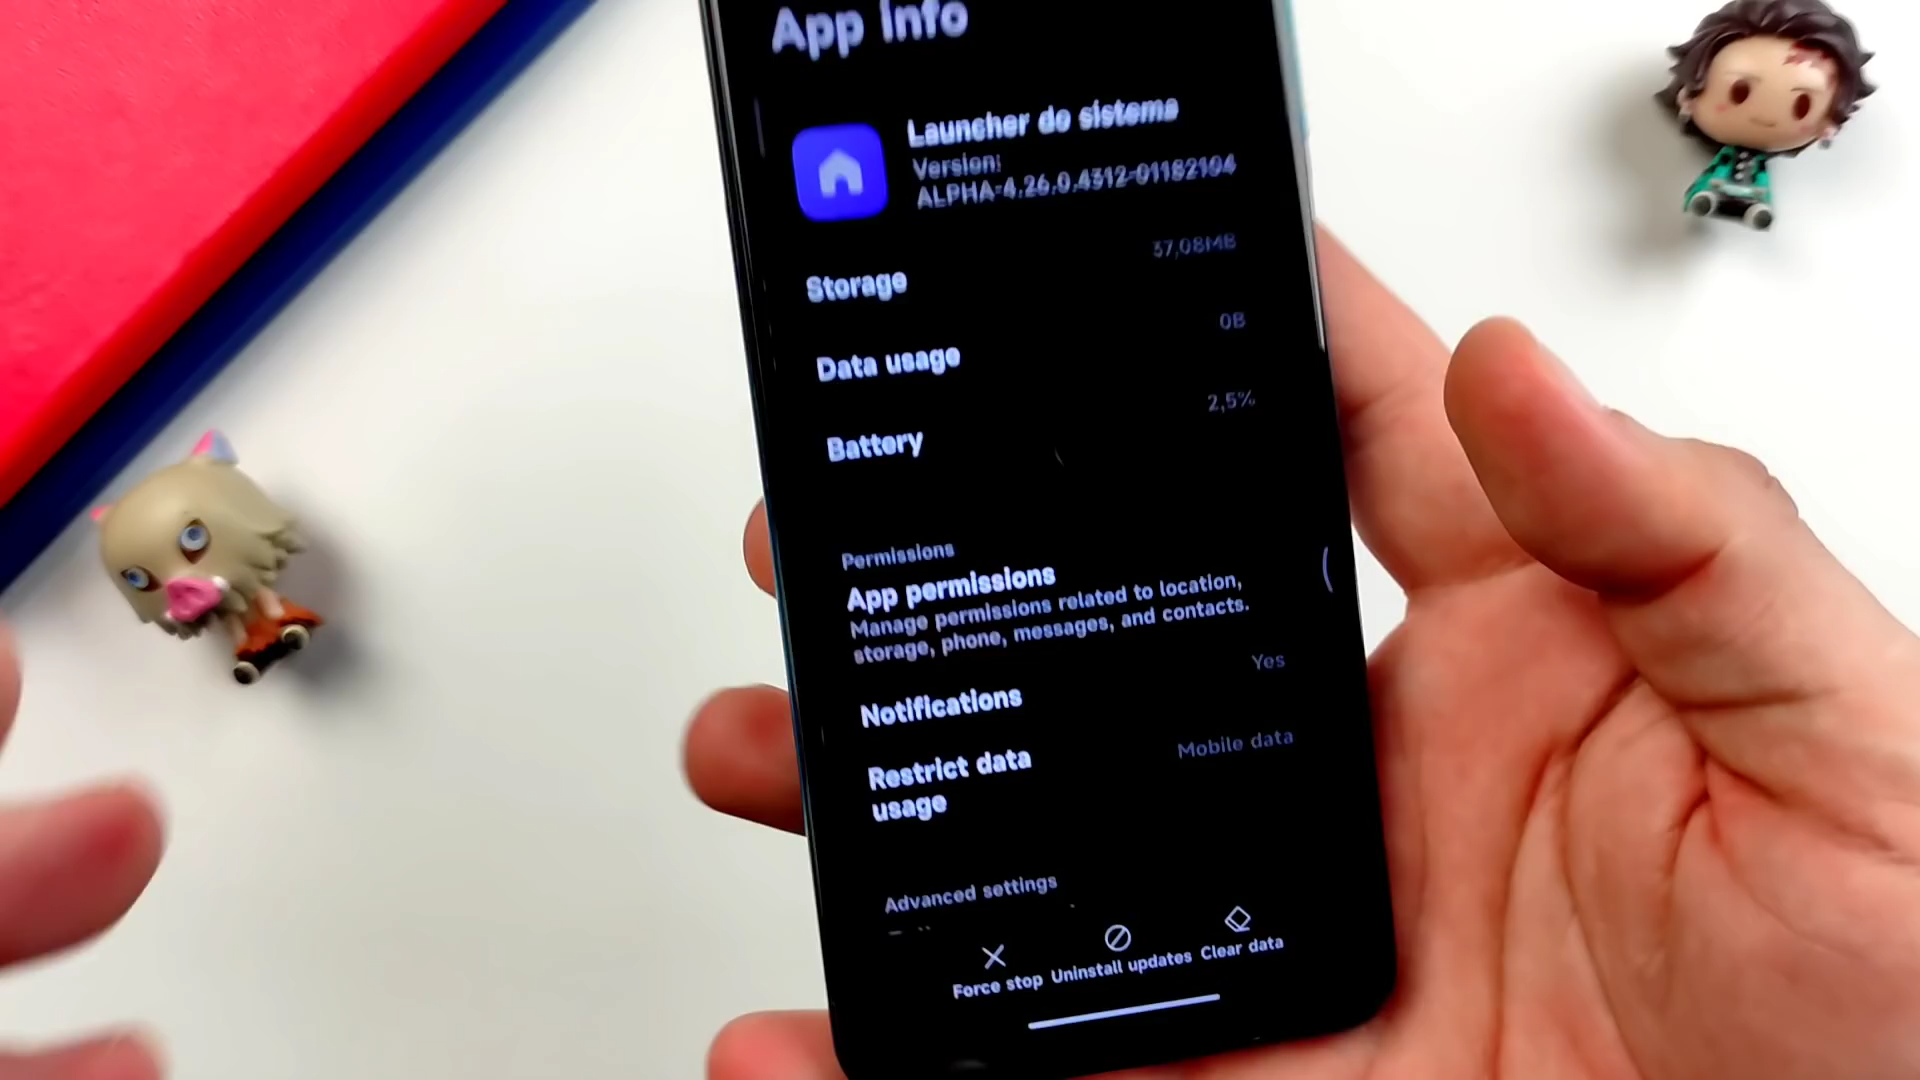 App info
Launcher do sistema
Version:
ALPHA-4.26.0.4312-01182104
37,08MB
Storage
0B
Data usage
2,5%
Battery
Permissions
App permissions
Manage permissions related to location,
storage, phone, messages, and contacts.
Yes
Notifications
Mobile data
Restrict data
usage
Advanced settings
Force stop
Uninstall updates
Clear data